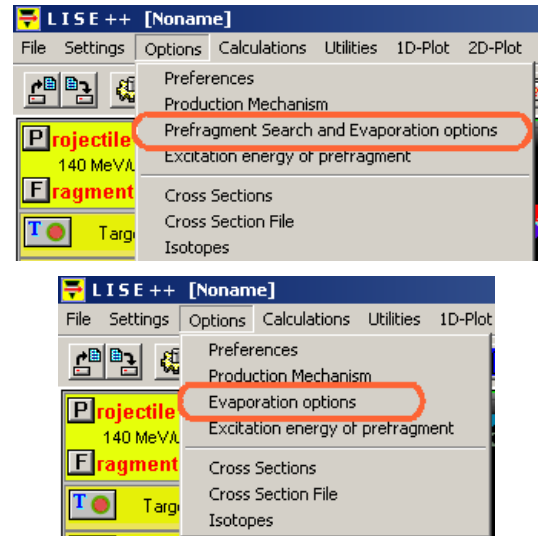 LISE++ [Noname]
File Settings Options Calculations Utilities 1D-Plot 2D-Plot
Preferences
Production Mechanism
Prefragment Search and Evaporation options
Excitation energy of prefragment
Cross Sections
Cross Section File
Isotopes
Projectile
140 MeV/u
Fragment
T Targ
LISE++ [Noname]
File Settings Options Calculations Utilities 1D-Plot
Preferences
Production Mechanism
Evaporation options
Excitation energy of prefragment
Cross Sections
Cross Section File
Isotopes
Projectile
140 MeV/u
Fragment
T Targ